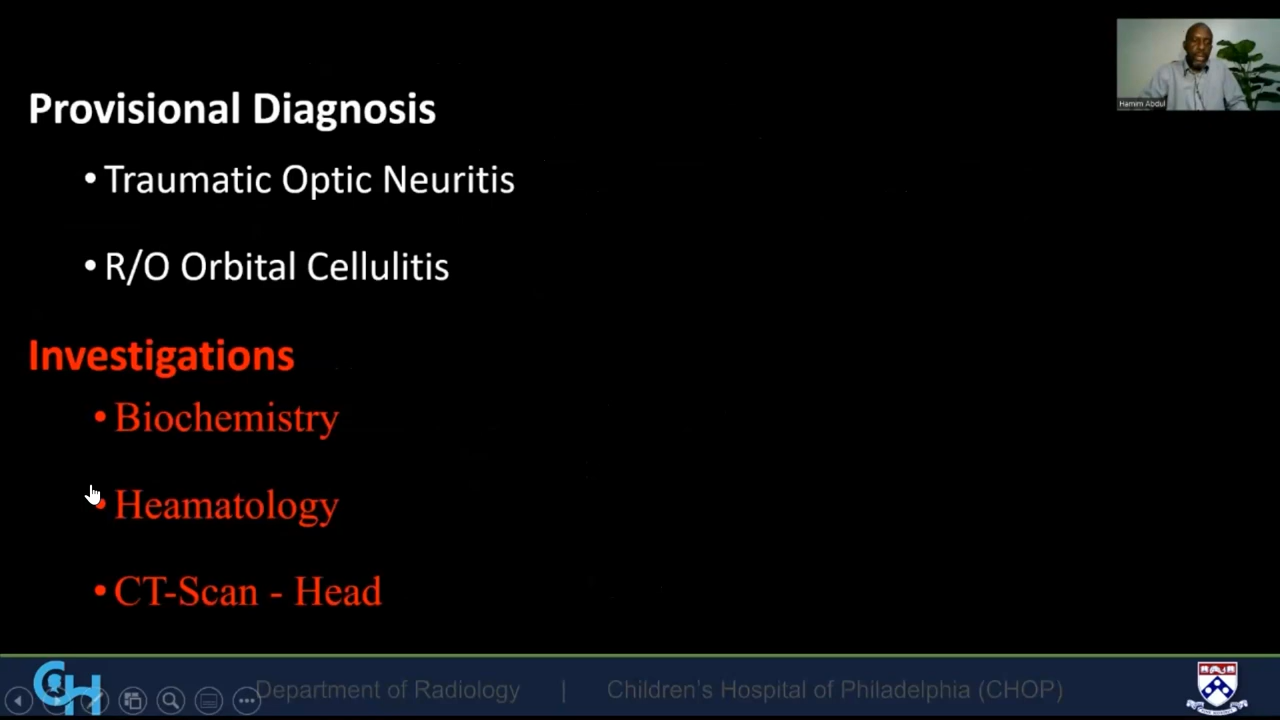 Hamim Abdul
Provisional Diagnosis
• Traumatic Optic Neuritis
• R/O Orbital Cellulitis
Investigations
• Biochemistry
• Heamatology
• CT-Scan - Head
Department of Radiology | Children's Hospital of Philadelphia (CHOP)